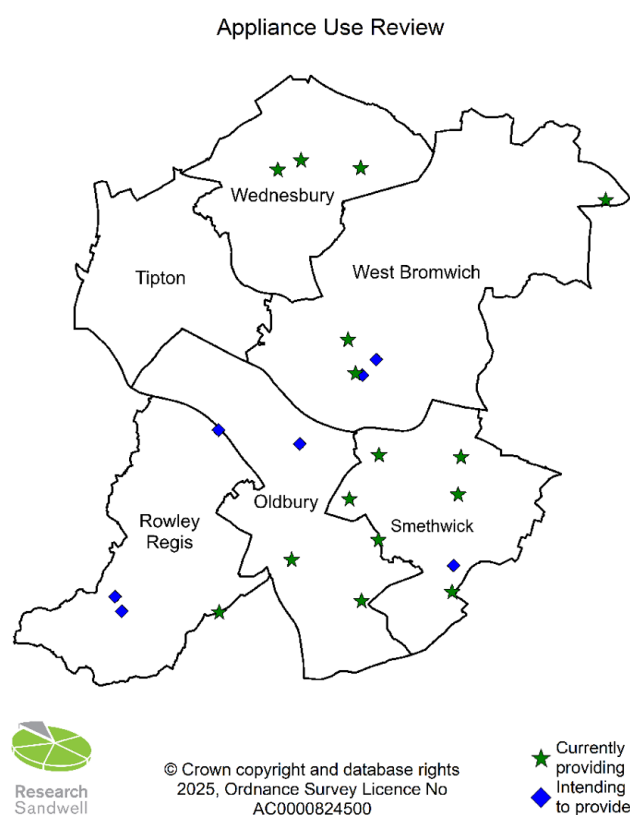 Appliance Use Review
Wednesbury
Tipton
West Bromwich
Oldbury
Smethwick
Rowley
Regis
Research
Sandwell
© Crown copyright and database rights
2025, Ordnance Survey Licence No
AC0000824500
Currently
providing
Intending
to provide